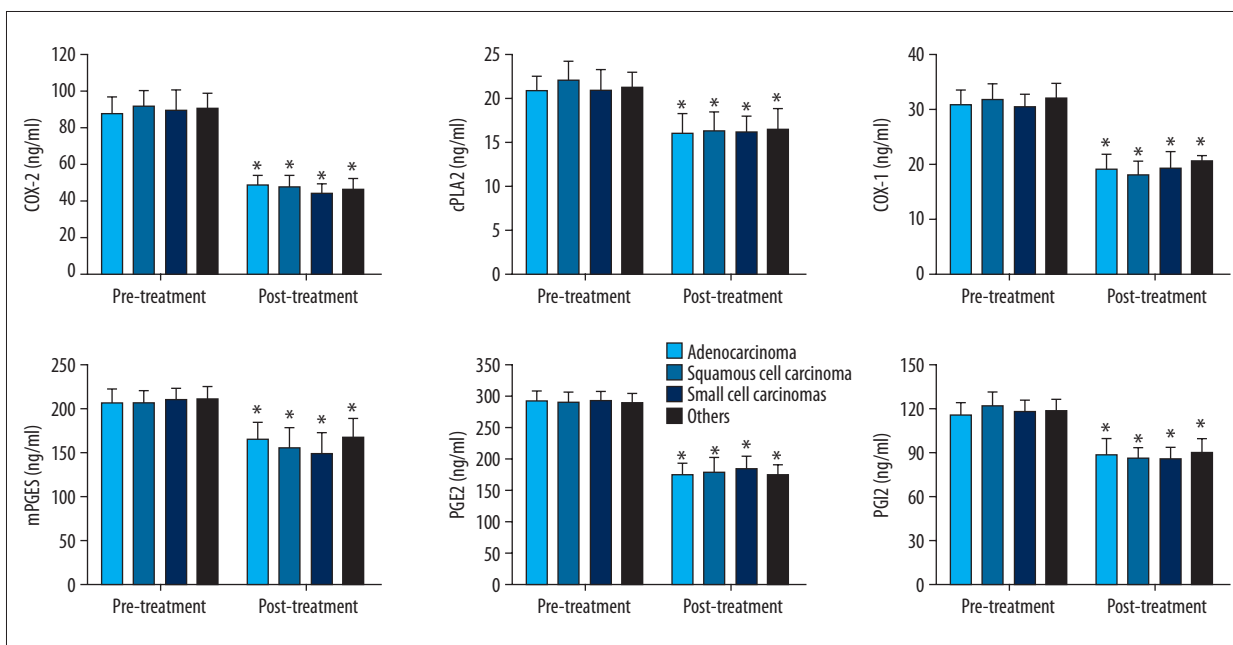 COX-2 (ng/ml)
120
100
80
60
40
20
0
* * * *
Pre-treatment Post-treatment
cPLA2 (ng/ml)
25
20
15
10
5
0
* * * *
Pre-treatment Post-treatment
COX-1 (ng/ml)
40
30
20
10
0
* * * *
Pre-treatment Post-treatment
mPGES (ng/ml)
250
200
150
100
50
0
* * * *
Pre-treatment Post-treatment
PGE2 (ng/ml)
350
300
250
200
150
100
50
0
Adenocarcinoma
Squamous cell carcinoma
Small cell carcinomas
Others
* * * *
Pre-treatment Post-treatment
PGI2 (ng/ml)
150
120
90
60
30
0
* * * *
Pre-treatment Post-treatment